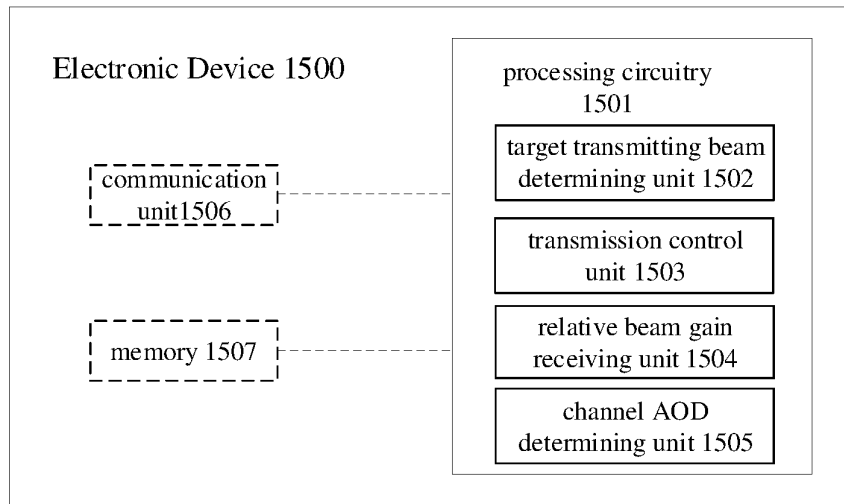 Electronic Device 1500
processing circuitry
1501
target transmitting beam
determining unit 1502
communication
unit1506
transmission control
unit 1503
relative beam gain
receiving unit 1504
memory 1507
channel AOD
determining unit 1505